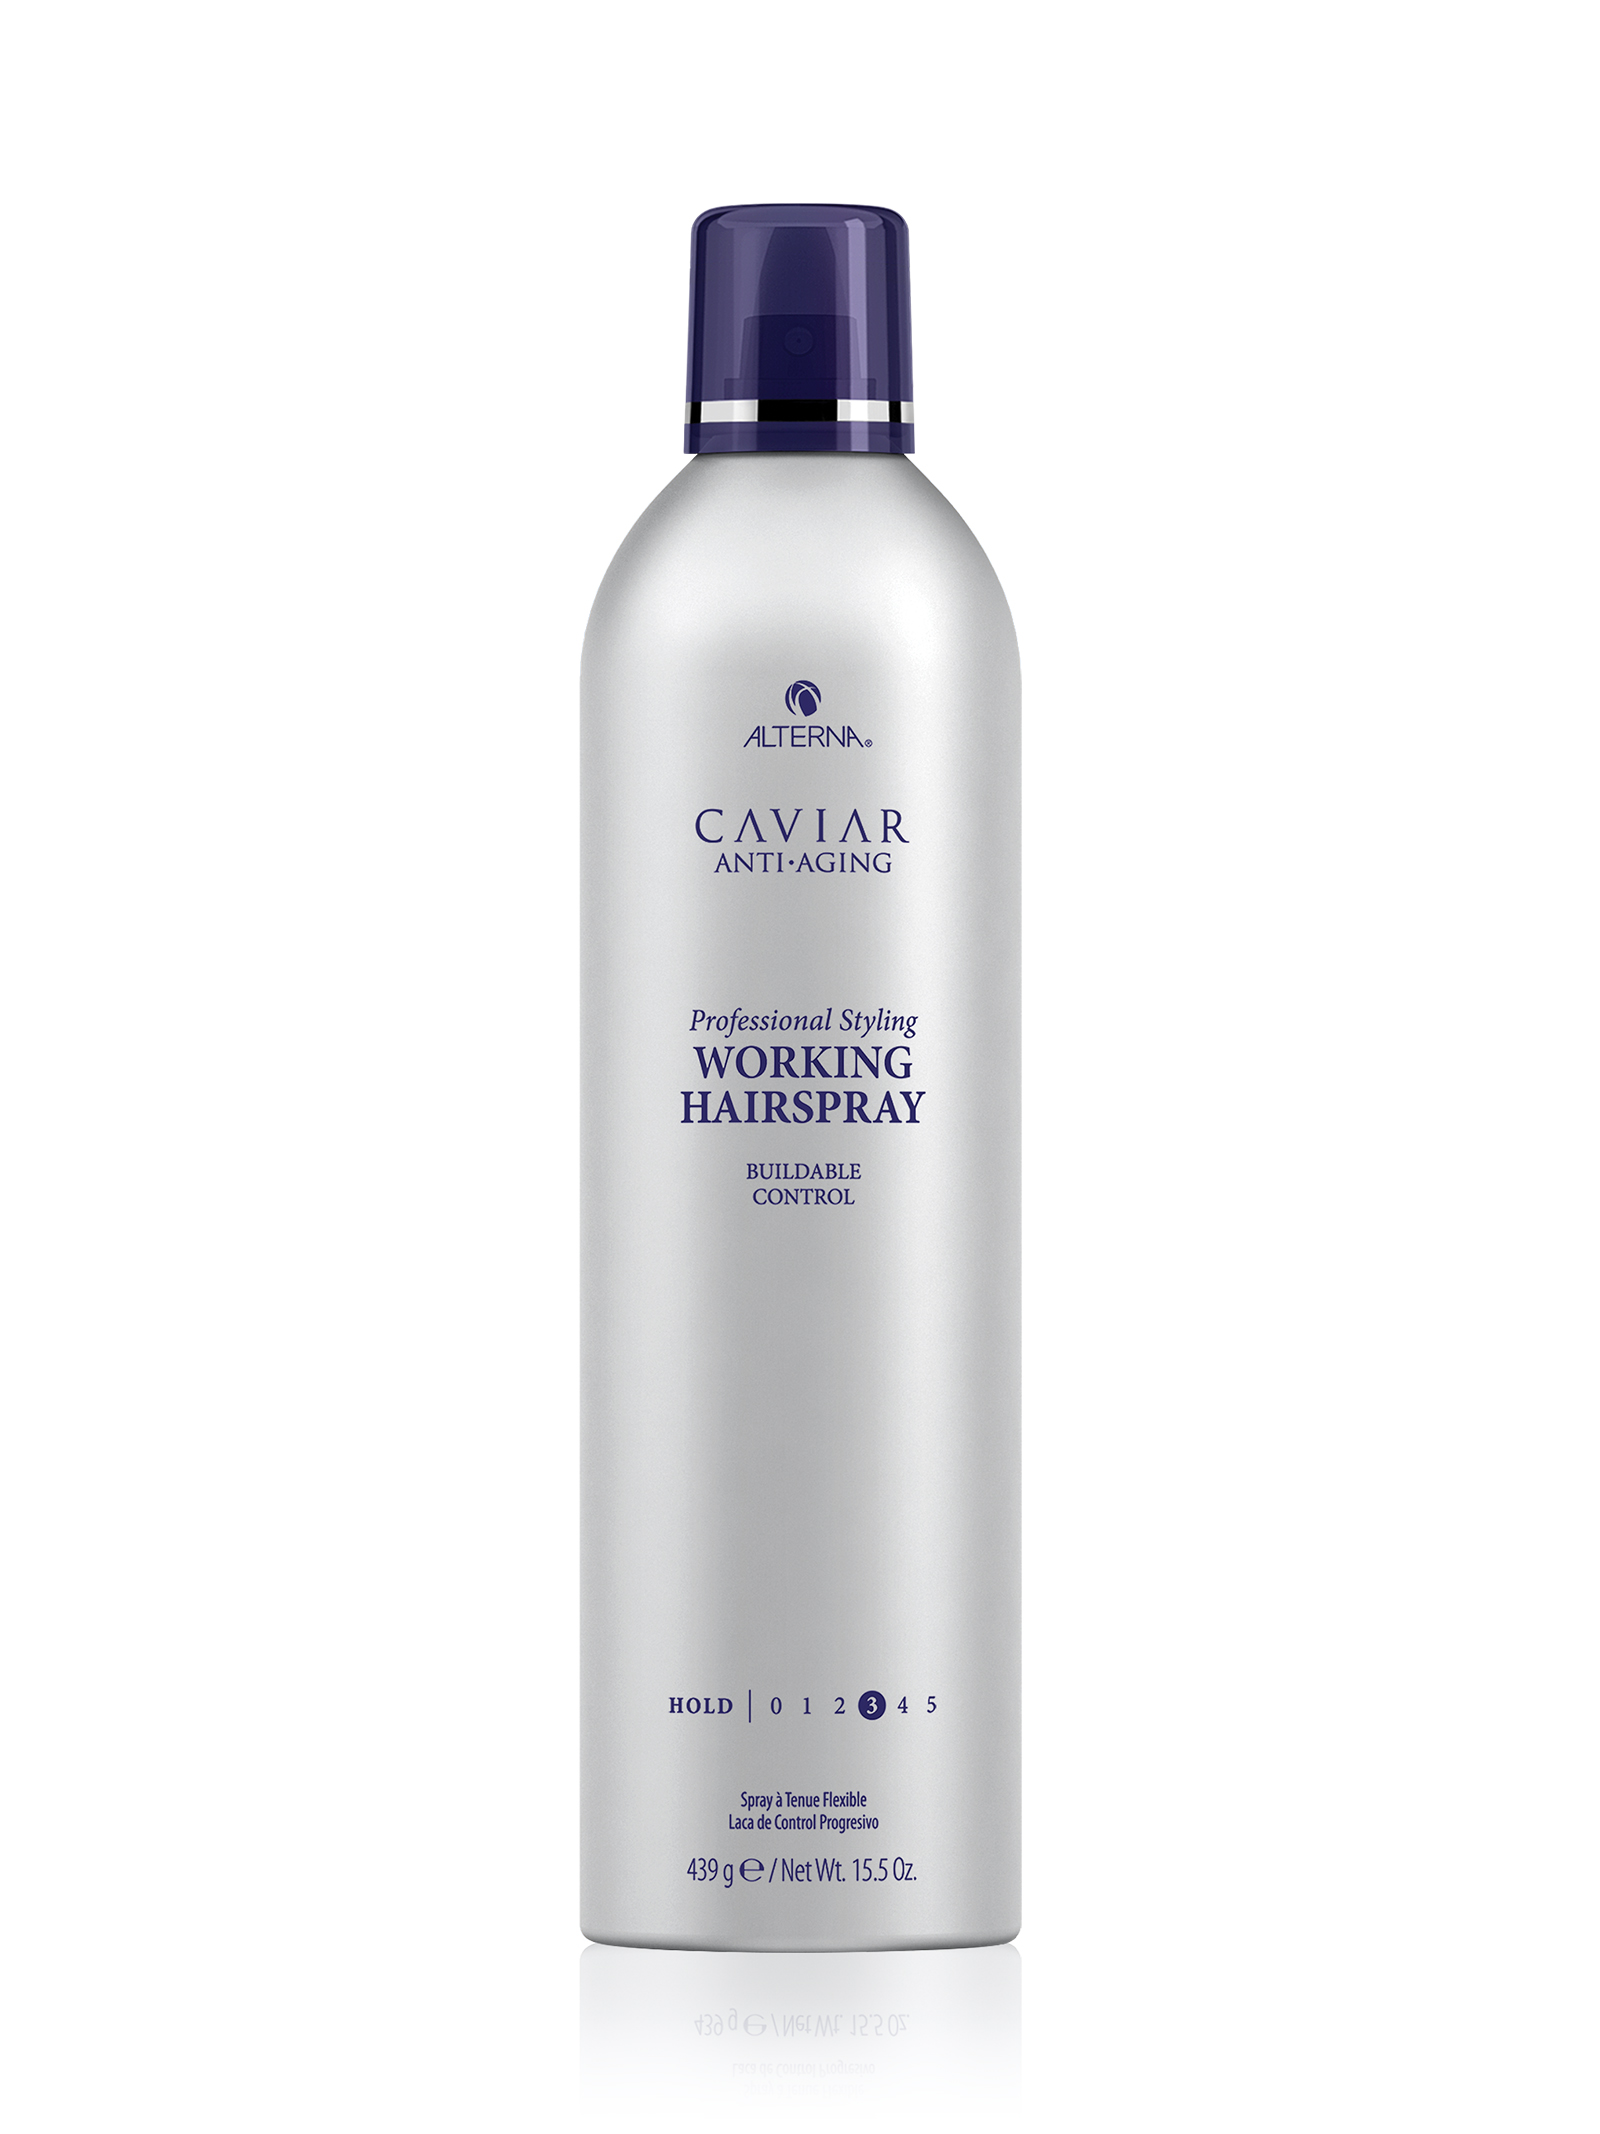 ALTERNA®
CAVIAR
ANTI•AGING
Professional Styling
WORKING
HAIRSPRAY
BUILDABLE
CONTROL
HOLD | 0 1 2 3 4 5
Spray à Tenue Flexible
Laca de Control Progresivo
439 g ℮ / Net Wt. 15.5 Oz.